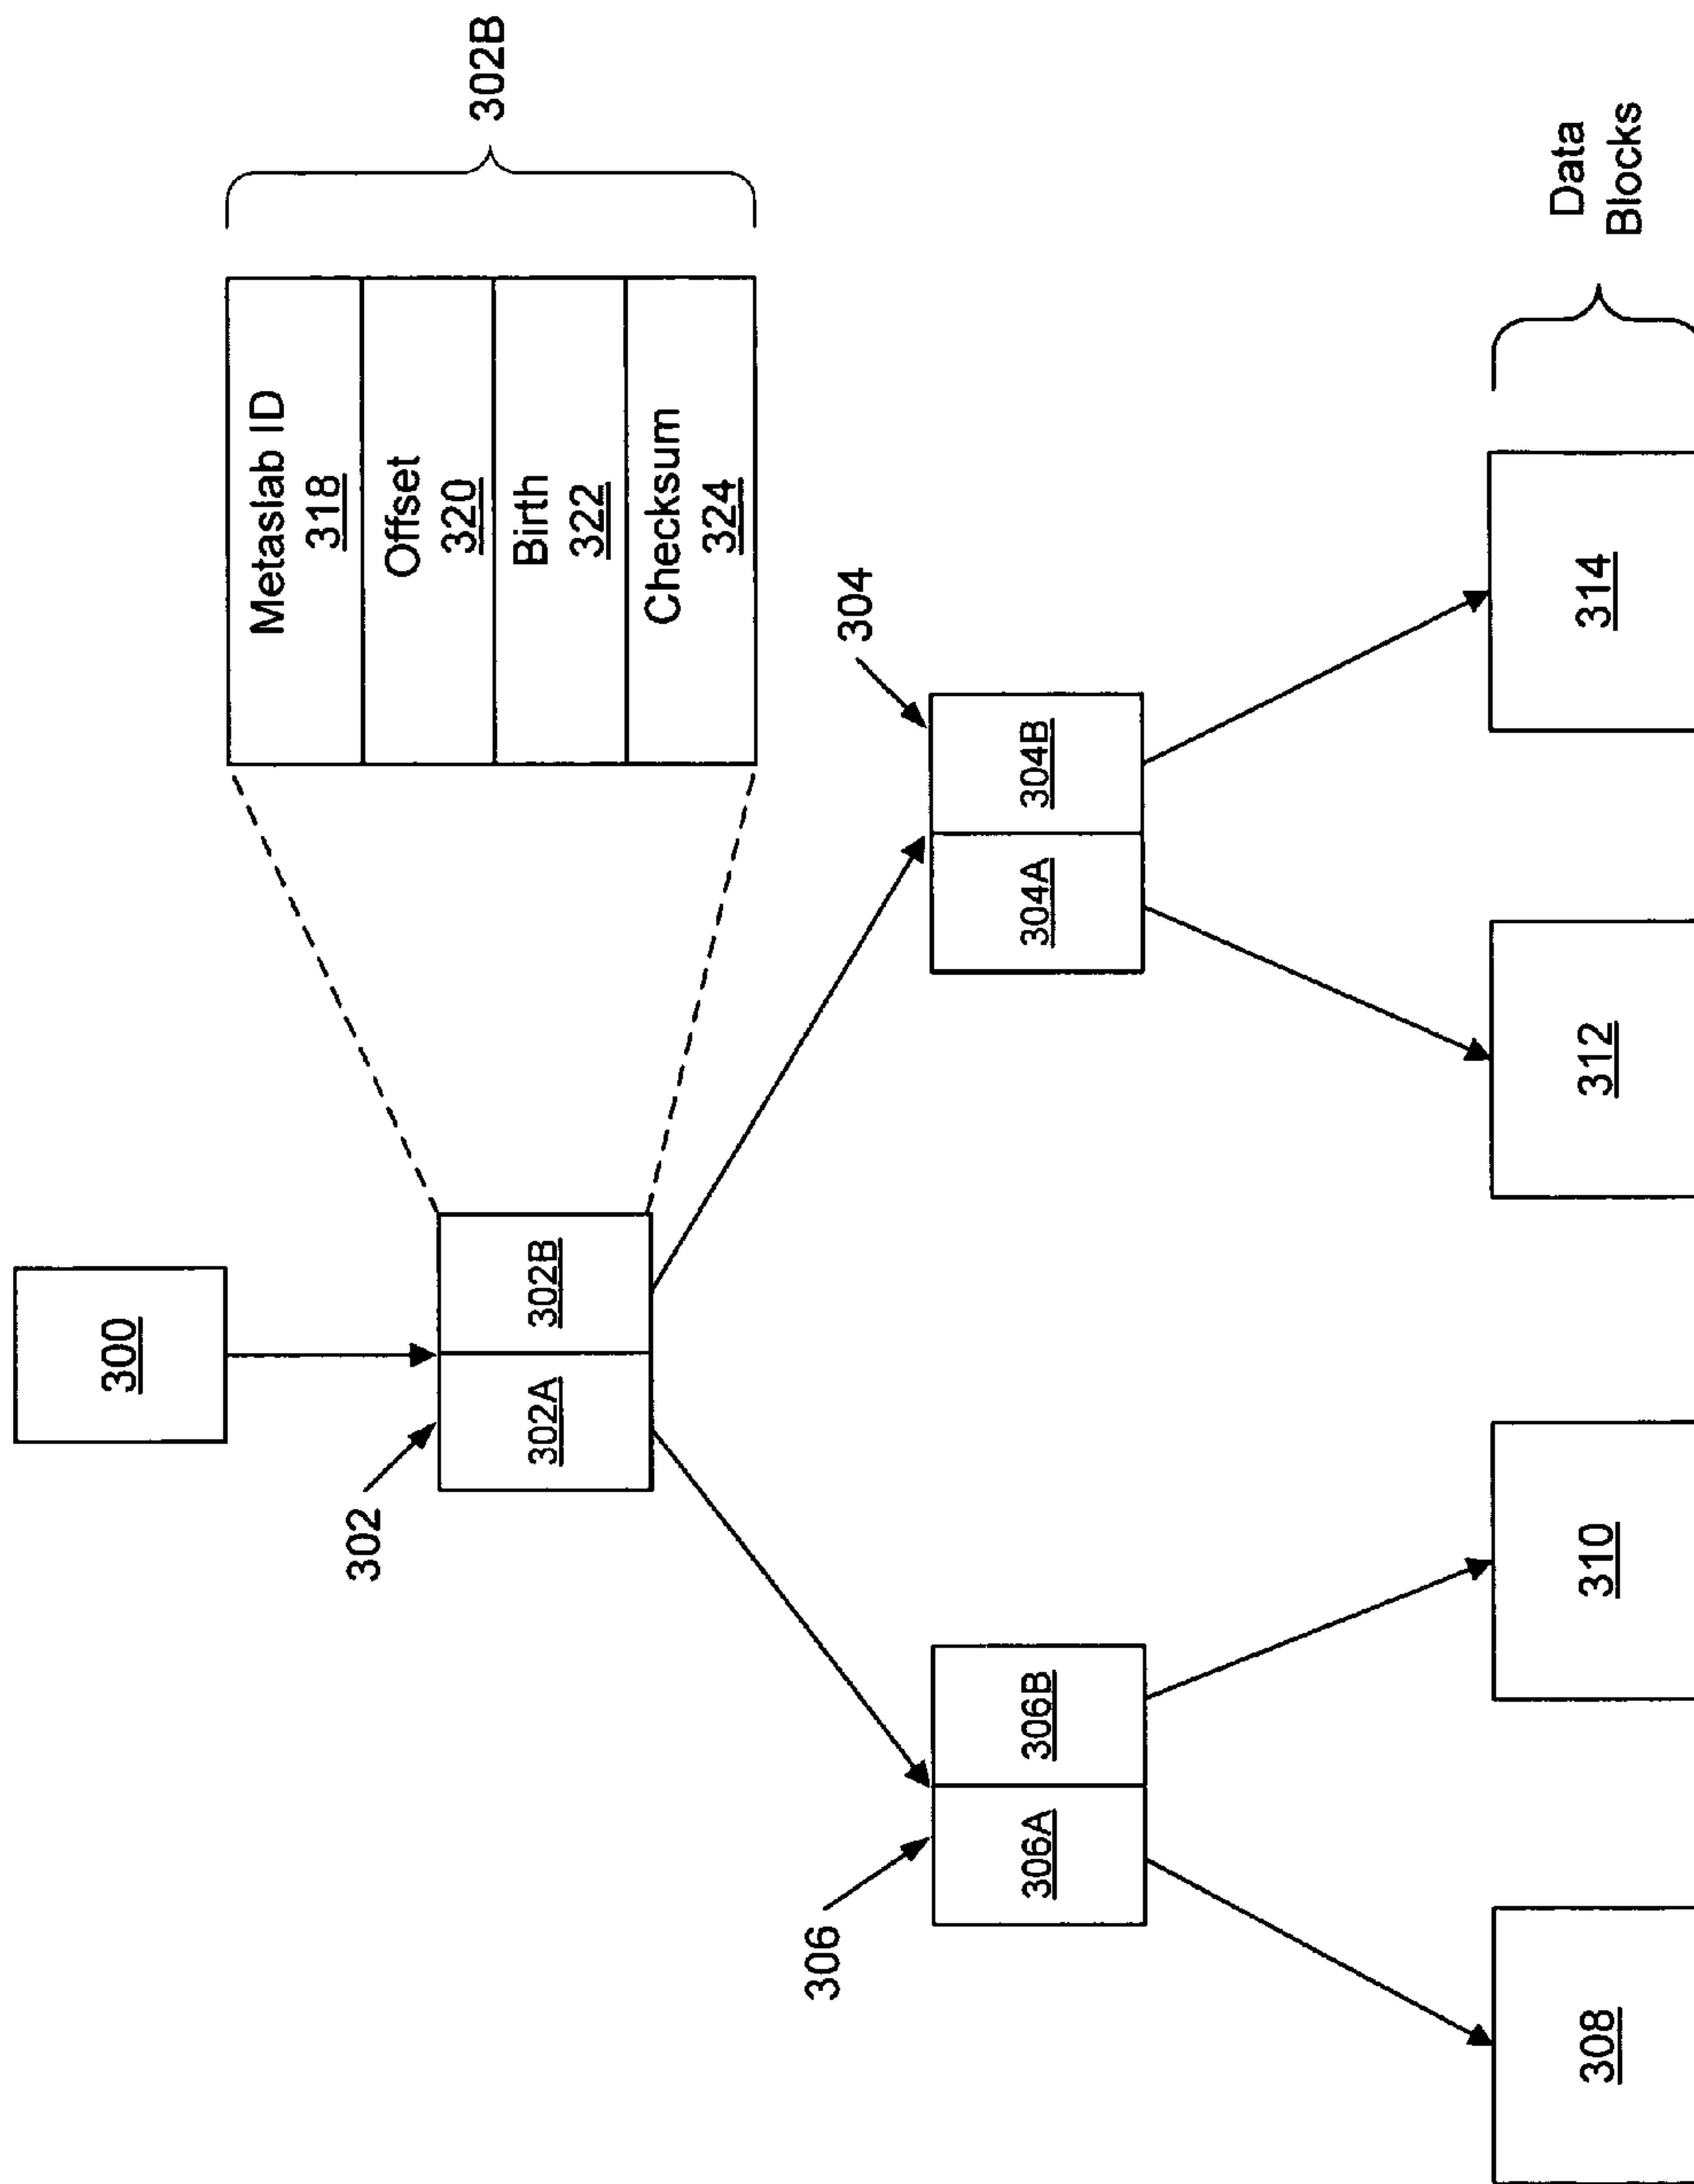 300
302
302A
302B
Metaslab ID
318
Offset
320
Birth
322
Checksum
324
302B
306
306A
306B
304
304A
304B
308
310
312
314
Data
Blocks